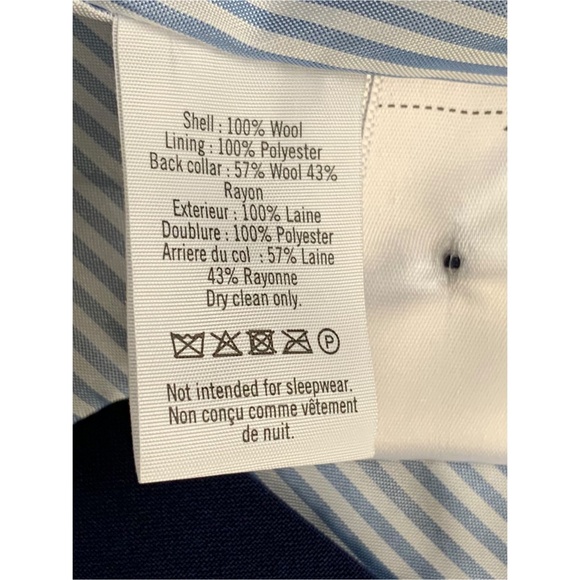 Shell : 100% Wool
Lining : 100% Polyester
Back collar : 57% Wool 43%
Rayon
Exterieur : 100% Laine
Doublure : 100% Polyester
Arriere du col : 57% Laine
43% Rayonne
Dry clean only.
P
Not intended for sleepwear.
Non conçu comme vêtement
de nuit.